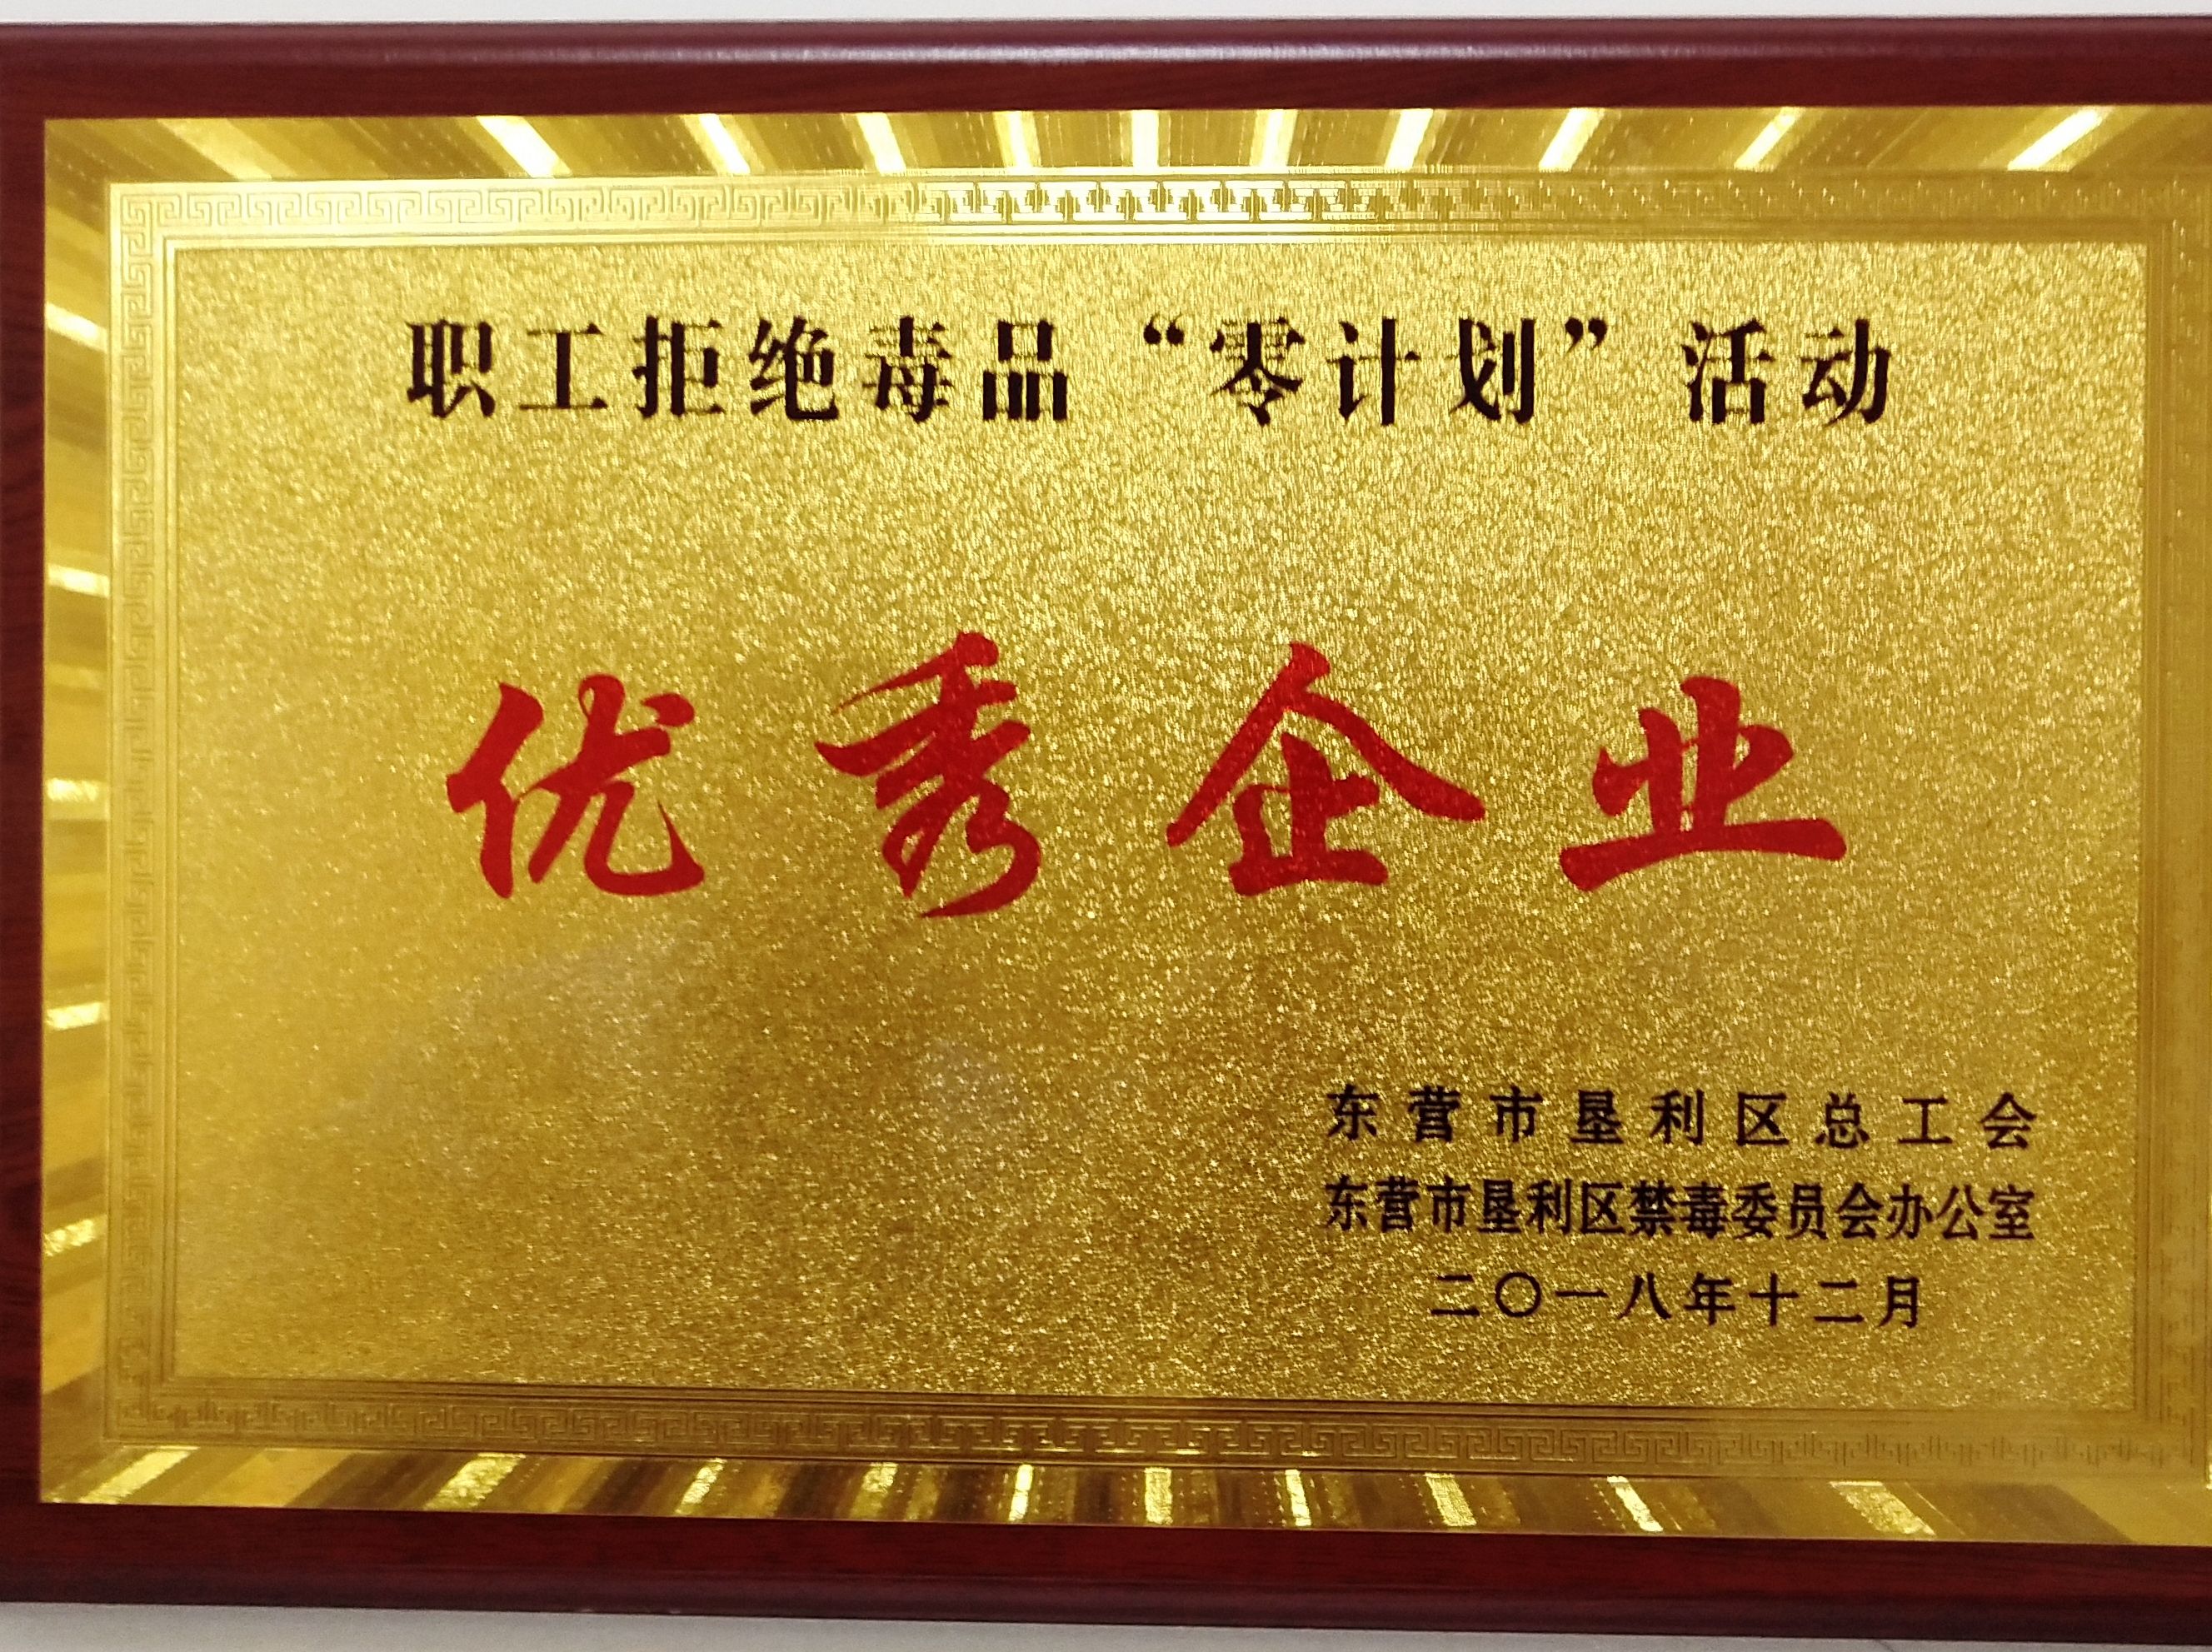 职工拒绝毒品“零计划”活动
优秀企业
东营市垦利区总工会
东营市垦利区禁毒委员会办公室
二〇一八年十二月